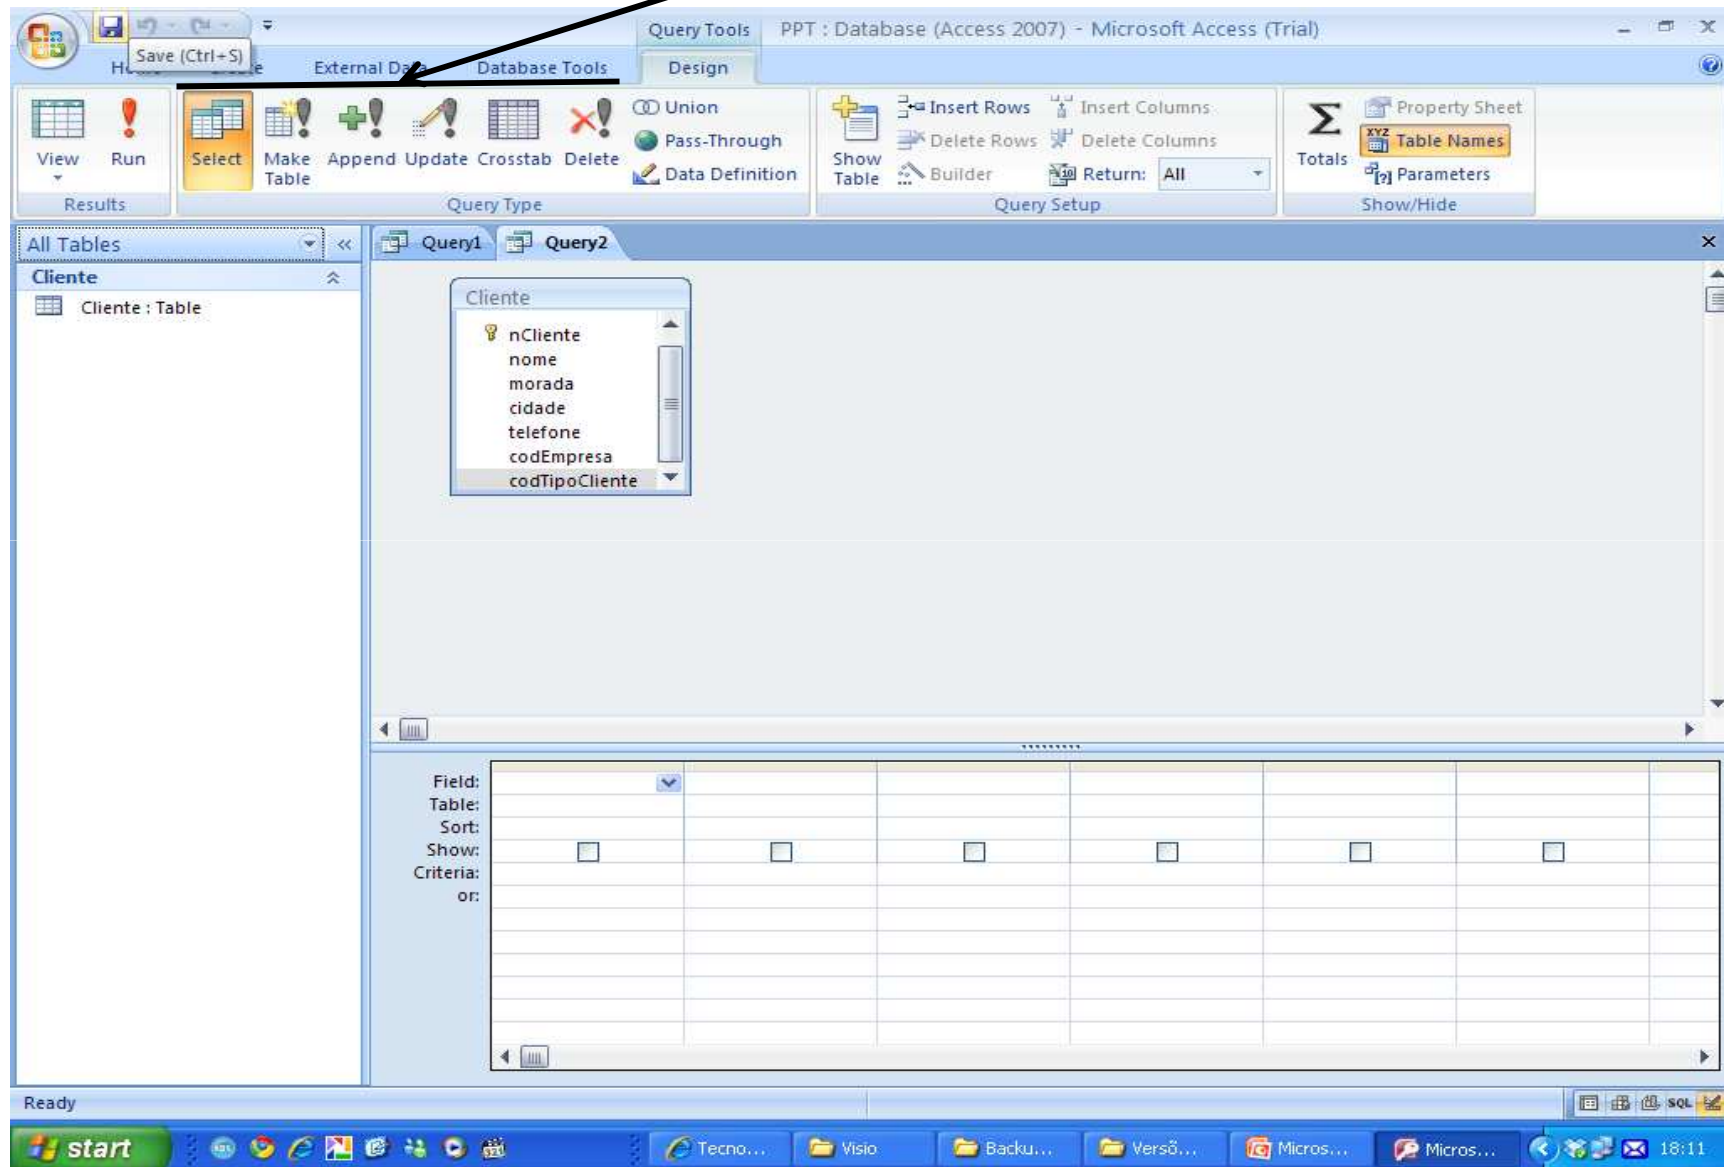 Query Tools PPT : Database (Access 2007) - Microsoft Access (Trial)
Save (Ctrl+S)
External Data Database Tools Design
View Run Select Make Table Append Update Crosstab Delete
Union
Pass-Through
Data Definition
Show Table
Insert Rows
Delete Rows
Builder
Insert Columns
Delete Columns
Return: All
Totals
Property Sheet
Table Names
Parameters
Results Query Type Query Setup Show/Hide
All Tables
Query1 Query2
Cliente
Cliente : Table
Cliente
nCliente
nome
morada
cidade
telefone
codEmpresa
codTipoCliente
Field:
Table:
Sort:
Show:
Criteria:
or:
Ready
SQL
start Tecno... Visio Backu... Versõ... Micros... Micros... 18:11